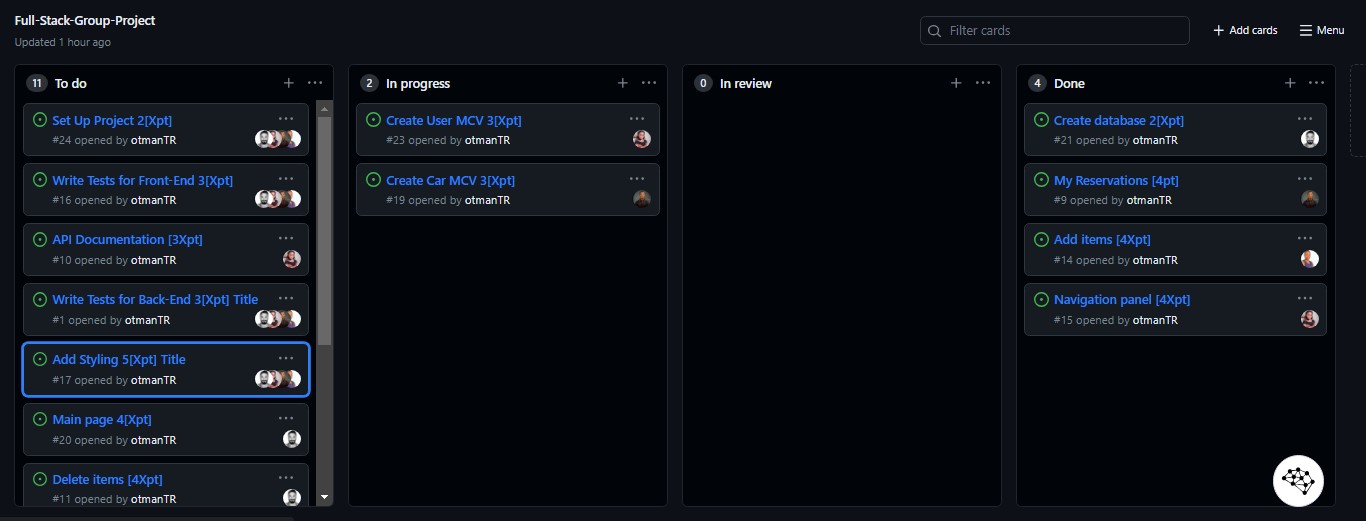 Full-Stack-Group-Project
Updated 1 hour ago
Filter cards
Add cards
Menu
11 To do
Set Up Project 2[Xpt]
#24 opened by otmanTR
Write Tests for Front-End 3[Xpt]
#16 opened by otmanTR
API Documentation [3Xpt]
#10 opened by otmanTR
Write Tests for Back-End 3[Xpt] Title
#1 opened by otmanTR
Add Styling 5[Xpt] Title
#17 opened by otmanTR
Main page 4[Xpt]
#20 opened by otmanTR
Delete items [4Xpt]
#11 opened by otmanTR
2 In progress
Create User MCV 3[Xpt]
#23 opened by otmanTR
Create Car MCV 3[Xpt]
#19 opened by otmanTR
0 In review
4 Done
Create database 2[Xpt]
#21 opened by otmanTR
My Reservations [4pt]
#9 opened by otmanTR
Add items [4Xpt]
#14 opened by otmanTR
Navigation panel [4Xpt]
#15 opened by otmanTR